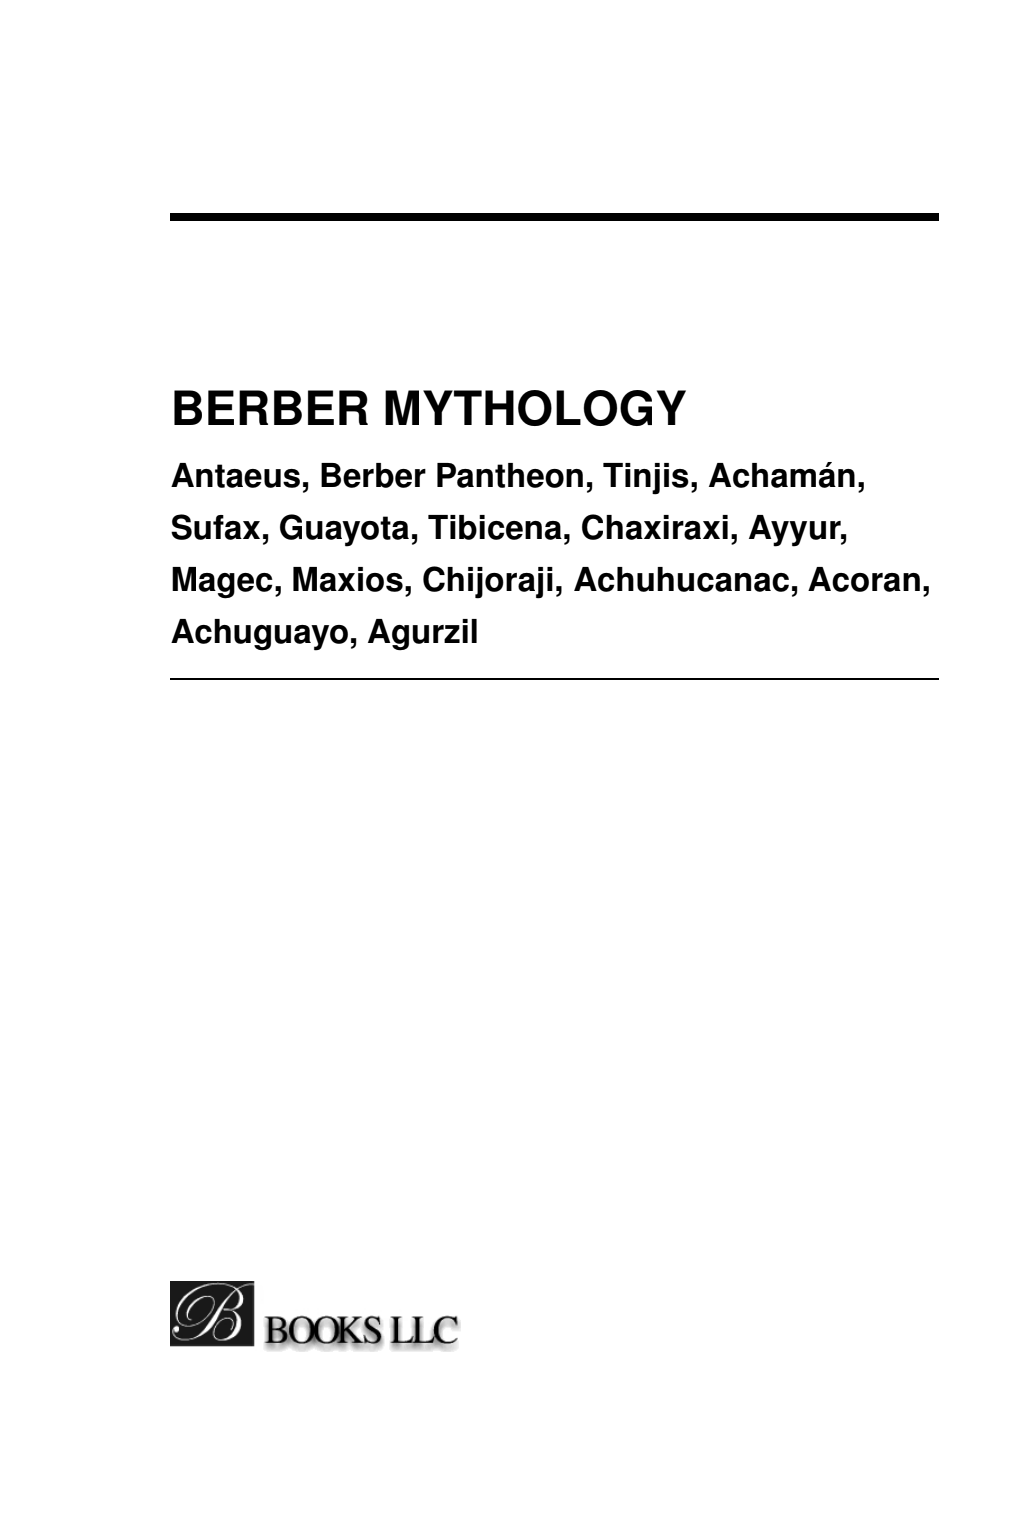 BERBER MYTHOLOGY
Antaeus, Berber Pantheon, Tinjis, Achamán,
Sufax, Guayota, Tibicena, Chaxiraxi, Ayyur,
Magec, Maxios, Chijoraji, Achuhucanac, Acoran,
Achuguayo, Agurzil
B BOOKS LLC